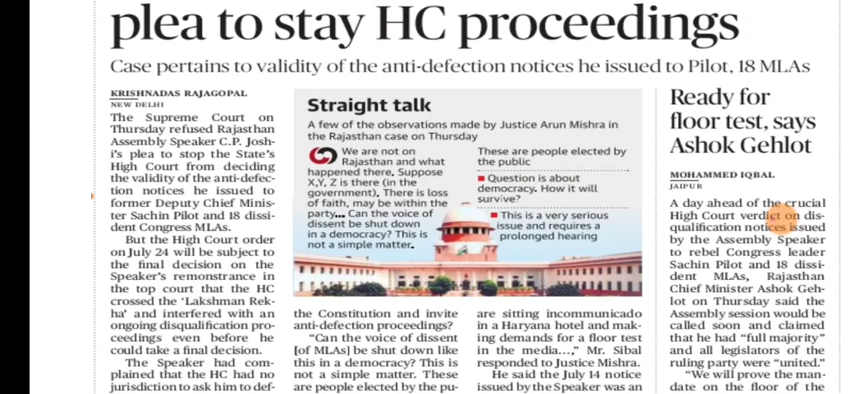 plea to stay HC proceedings
Case pertains to validity of the anti-defection notices he issued to Pilot, 18 MLAs
KRISHNADAS RAJAGOPAL
NEW DELHI
The Supreme Court on
Thursday refused Rajasthan
Assembly Speaker C.P. Josh-
i's plea to stop the State's
High Court from deciding
the validity of the anti-defec-
tion notices he issued to
former Deputy Chief Minis-
ter Sachin Pilot and 18 dissi-
dent Congress MLAs.
But the High Court order
on July 24 will be subject to
the final decision on the
Speaker's remonstrance in
the top court that the HC
crossed the 'Lakshman Rek-
ha' and interfered with an
ongoing disqualification pro-
ceedings even before he
could take a final decision.
The Speaker had com-
plained that the HC had no
jurisdiction to ask him to def-
Straight talk
A few of the observations made by Justice Arun Mishra in
the Rajasthan case on Thursday
We are not on
Rajasthan and what
happened there. Suppose
X,Y, Z is there (in the
government). There is loss
of faith, may be within the
party... Can the voice of
dissent be shut down
in a democracy? This is
not a simple matter.
These are people elected by
the public
Question is about
democracy. How it will
survive?
This is a very serious
issue and requires a
prolonged hearing
the Constitution and invite
anti-defection proceedings?
"Can the voice of dissent
[of MLAs] be shut down like
this in a democracy? This is
not a simple matter. These
are people elected by the pu-
are sitting incommunicado
in a Haryana hotel and mak-
ing demands for a floor test
in the media...," Mr. Sibal
responded to Justice Mishra.
He said the July 14 notice
issued by the Speaker was an
Ready for
floor test, says
Ashok Gehlot
MOHAMMED IQBAL
JAIPUR
A day ahead of the crucial
High Court verdict on dis-
qualification notices issued
by the Assembly Speaker
to rebel Congress leader
Sachin Pilot and 18 dissi-
dent MLAs, Rajasthan
Chief Minister Ashok Geh-
lot on Thursday said the
Assembly session would be
called soon and claimed
that he had "full majority"
and all legislators of the
ruling party were "united."
"We will prove the man-
date on the floor of the